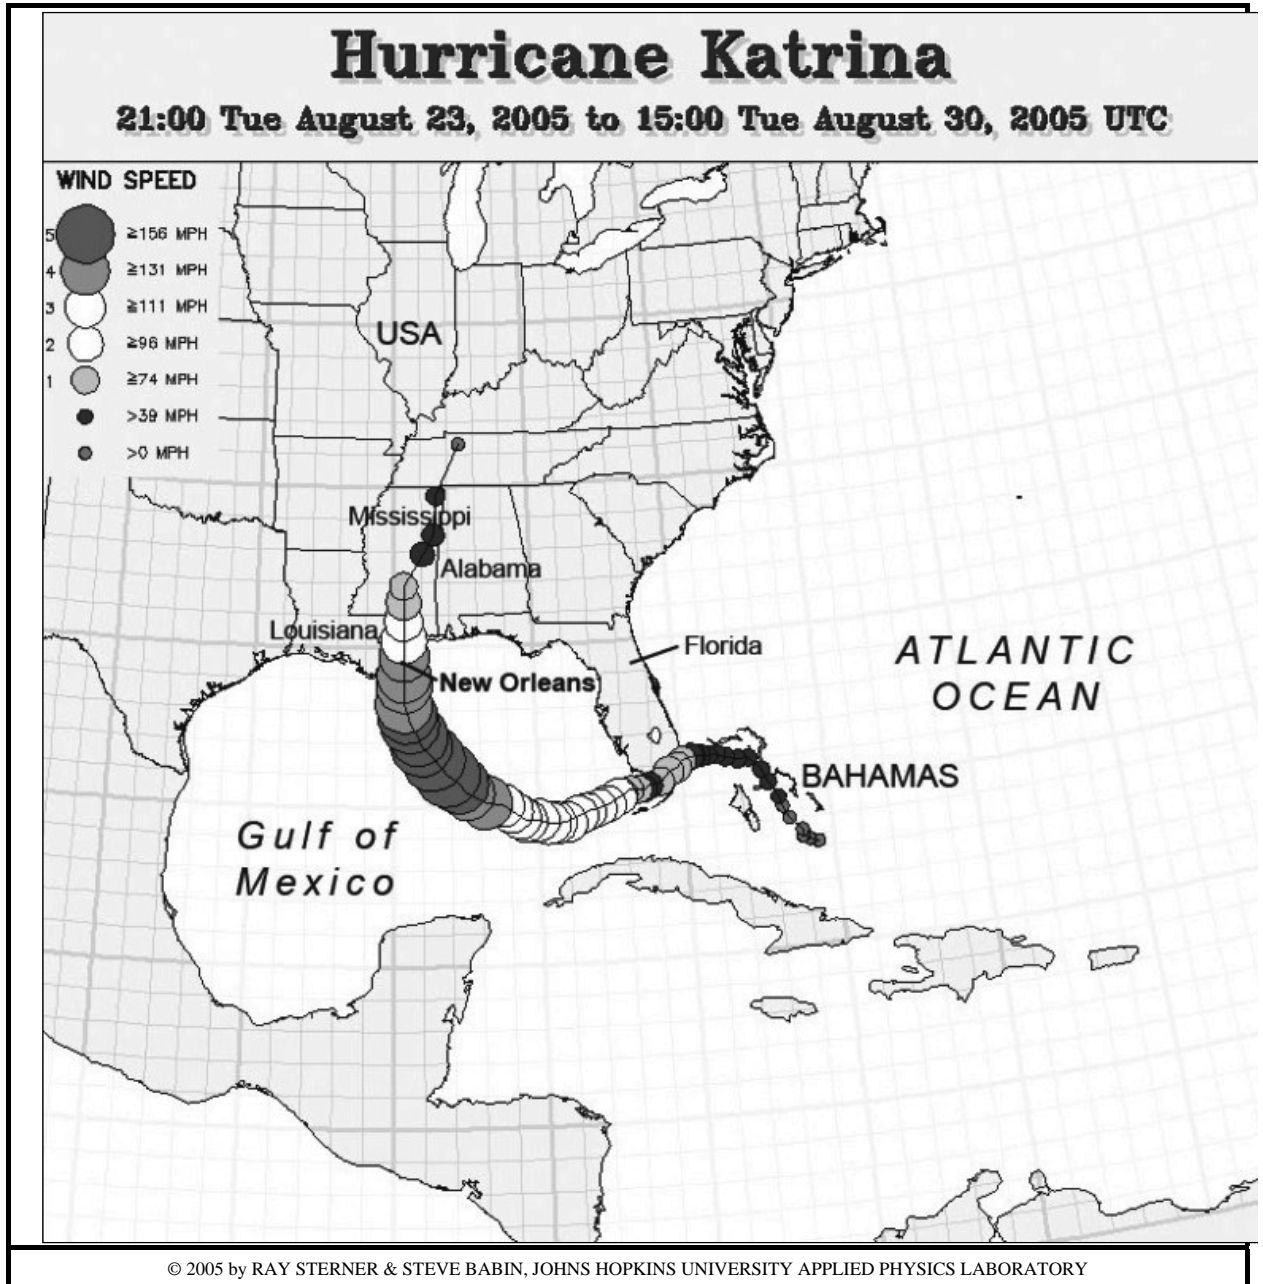 Hurricane Katrina
21:00 Tue August 23, 2005 to 15:00 Tue August 30, 2005 UTC
WIND SPEED
5 ≧156 MPH
4 ≧131 MPH
3 ≧111 MPH
2 ≧96 MPH
1 ≧74 MPH
>39 MPH
>0 MPH
USA
Mississippi
Alabama
Louisiana
Florida
New Orleans
ATLANTIC
OCEAN
BAHAMAS
Gulf of
Mexico
© 2005 by RAY STERNER & STEVE BABIN, JOHNS HOPKINS UNIVERSITY APPLIED PHYSICS LABORATORY